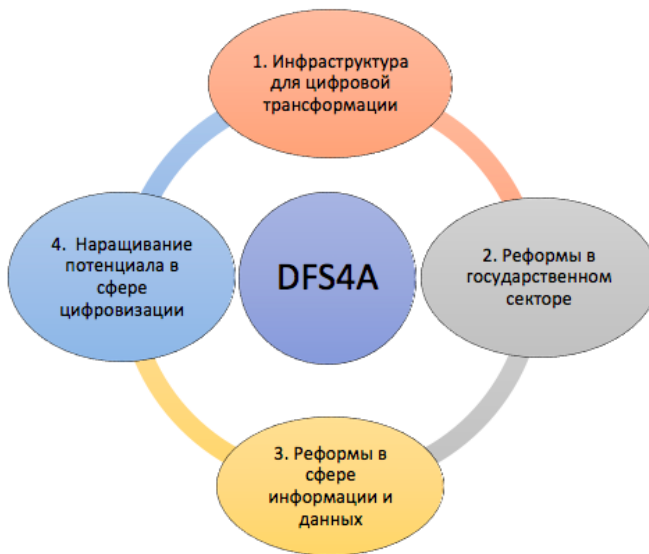 1. Инфраструктура
для цифровой
трансформации
2. Реформы в
государственном
секторе
3. Реформы в
сфере
информации и
данных
4. Наращивание
потенциала в
сфере
цифровизации
DFS4A